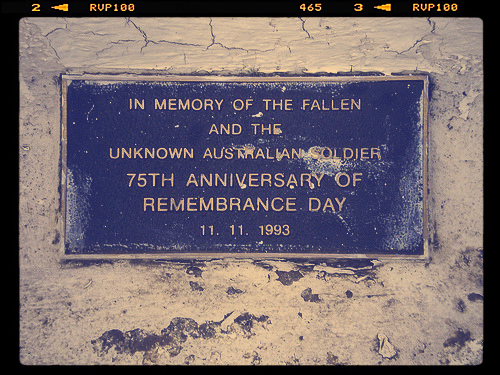 2 RVP100 465 3 RVP100
IN MEMORY OF THE FALLEN
AND THE
UNKNOWN AUSTRALIAN SOLDIER
75TH ANNIVERSARY OF
REMEMBRANCE DAY
11. 11. 1993